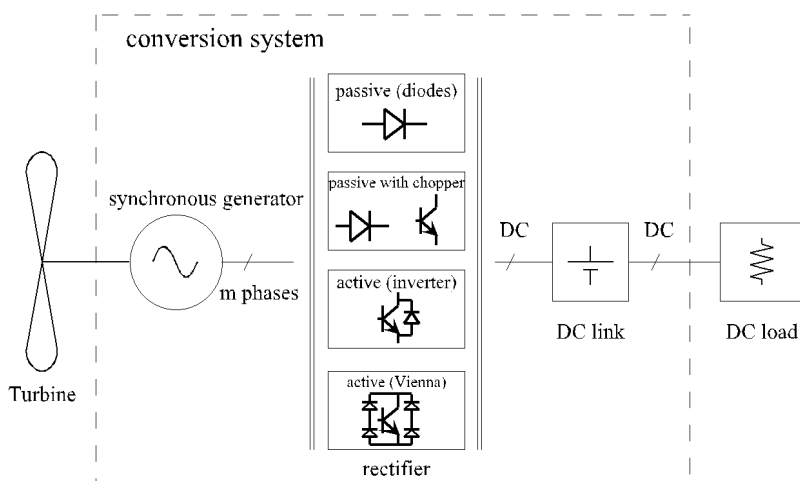 conversion system
passive (diodes)
passive with chopper
synchronous generator
DC
DC
m phases
active (inverter)
DC link
DC load
Turbine
active (Vienna)
rectifier